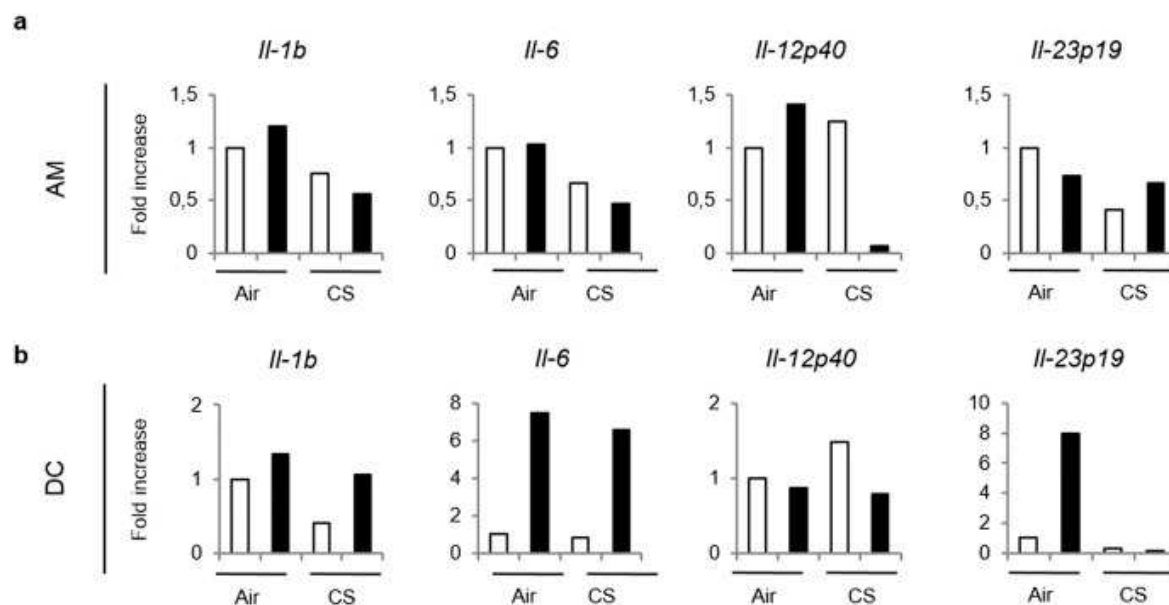 a
Il-1b Il-6 Il-12p40 Il-23p19
AM
Fold increase
1,5 1,5 1,5 1,5
1 1 1 1
0,5 0,5 0,5 0,5
0 0 0 0
Air CS Air CS Air CS Air CS
b
Il-1b Il-6 Il-12p40 Il-23p19
DC
Fold increase
2 8 2 10
6 8
1 4 1 6
4
2 2
0 0 0 0
Air CS Air CS Air CS Air CS